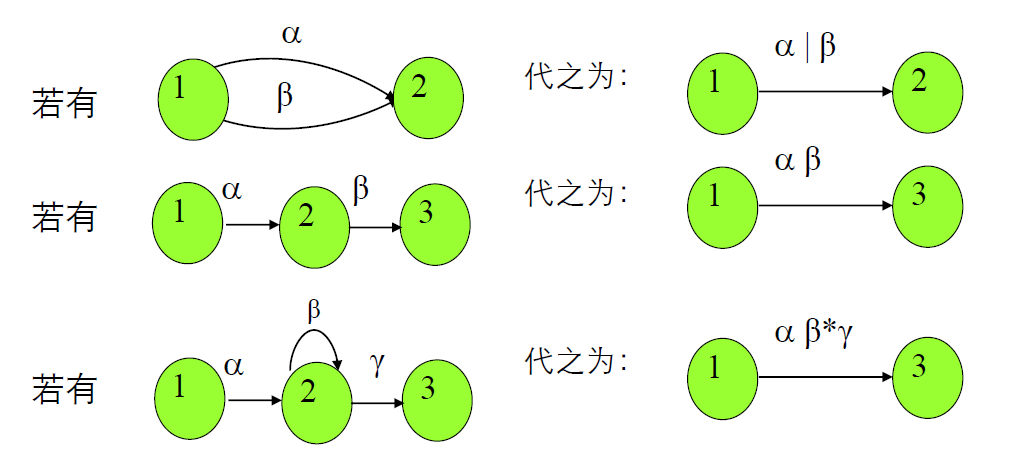 α
若有 1 β 2 代之为： 1 α | β 2
若有 1 α 2 β 3 代之为： 1 α β 3
β
若有 1 α 2 γ 3 代之为： 1 α β*γ 3